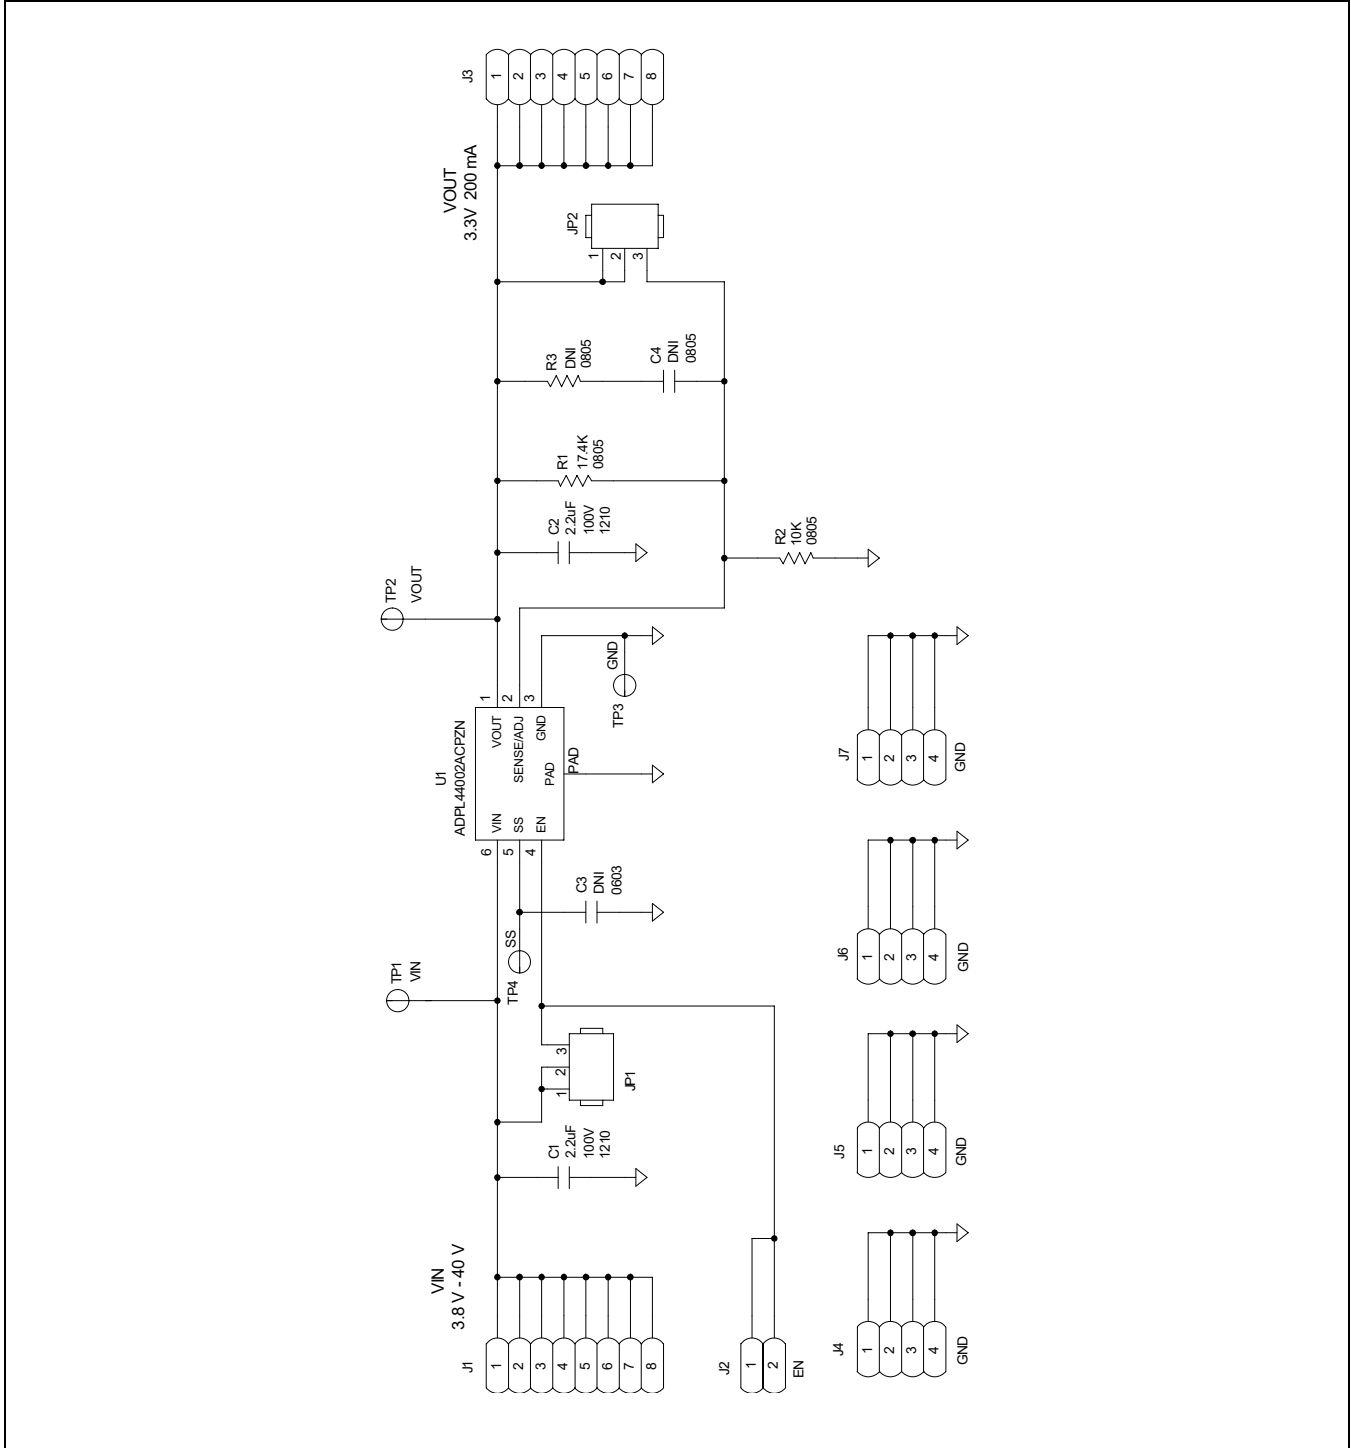 J3
1
2
3
4
5
6
7
8
VOUT
3.3V 200 mA
JP2
1
2
3
R3
DNI
0805
C4
DNI
0805
R1
17.4K
0805
C2
2.2uF
100V
1210
R2
10K
0805
TP2
VOUT
GND
TP3
1
2
3
U1
ADPL44002ACPZN
VOUT
SENSE/ADJ
GND
PAD
PAD
VIN
SS
EN
6
5
4
C3
DNI
0603
SS
TP4
TP1
VIN
3
2
1
JP1
C1
2.2uF
100V
1210
VIN
3.8 V - 40 V
J1
1
2
3
4
5
6
7
8
J2
1
2
EN
J7
1
2
3
4
GND
J6
1
2
3
4
GND
J5
1
2
3
4
GND
J4
1
2
3
4
GND